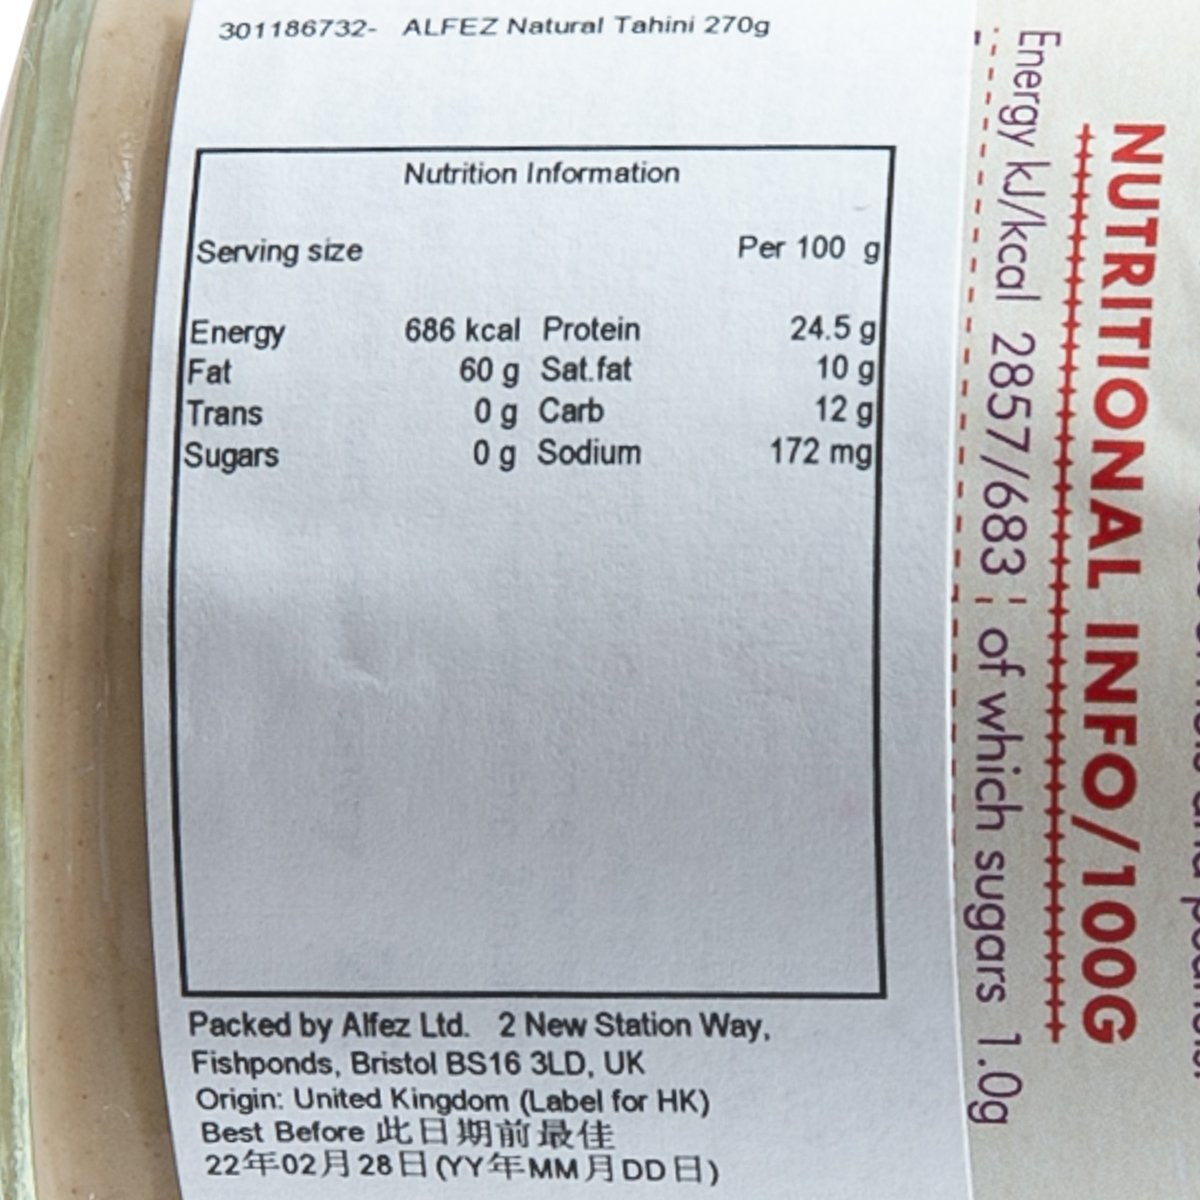 301186732- ALFEZ Natural Tahini 270g
Nutrition Information
Serving size Per 100 g
Energy 686 kcal Protein 24.5 g
Fat 60 g Sat.fat 10 g
Trans 0 g Carb 12 g
Sugars 0 g Sodium 172 mg
Packed by Alfez Ltd. 2 New Station Way,
Fishponds, Bristol BS16 3LD, UK
Origin: United Kingdom (Label for HK)
Best Before 此日期前最佳
22年02月28日(YY年MM月DD日)
NUTRITIONAL INFO/100G
Energy kJ/kcal 2857/683 ¦ of which sugars 1.0g